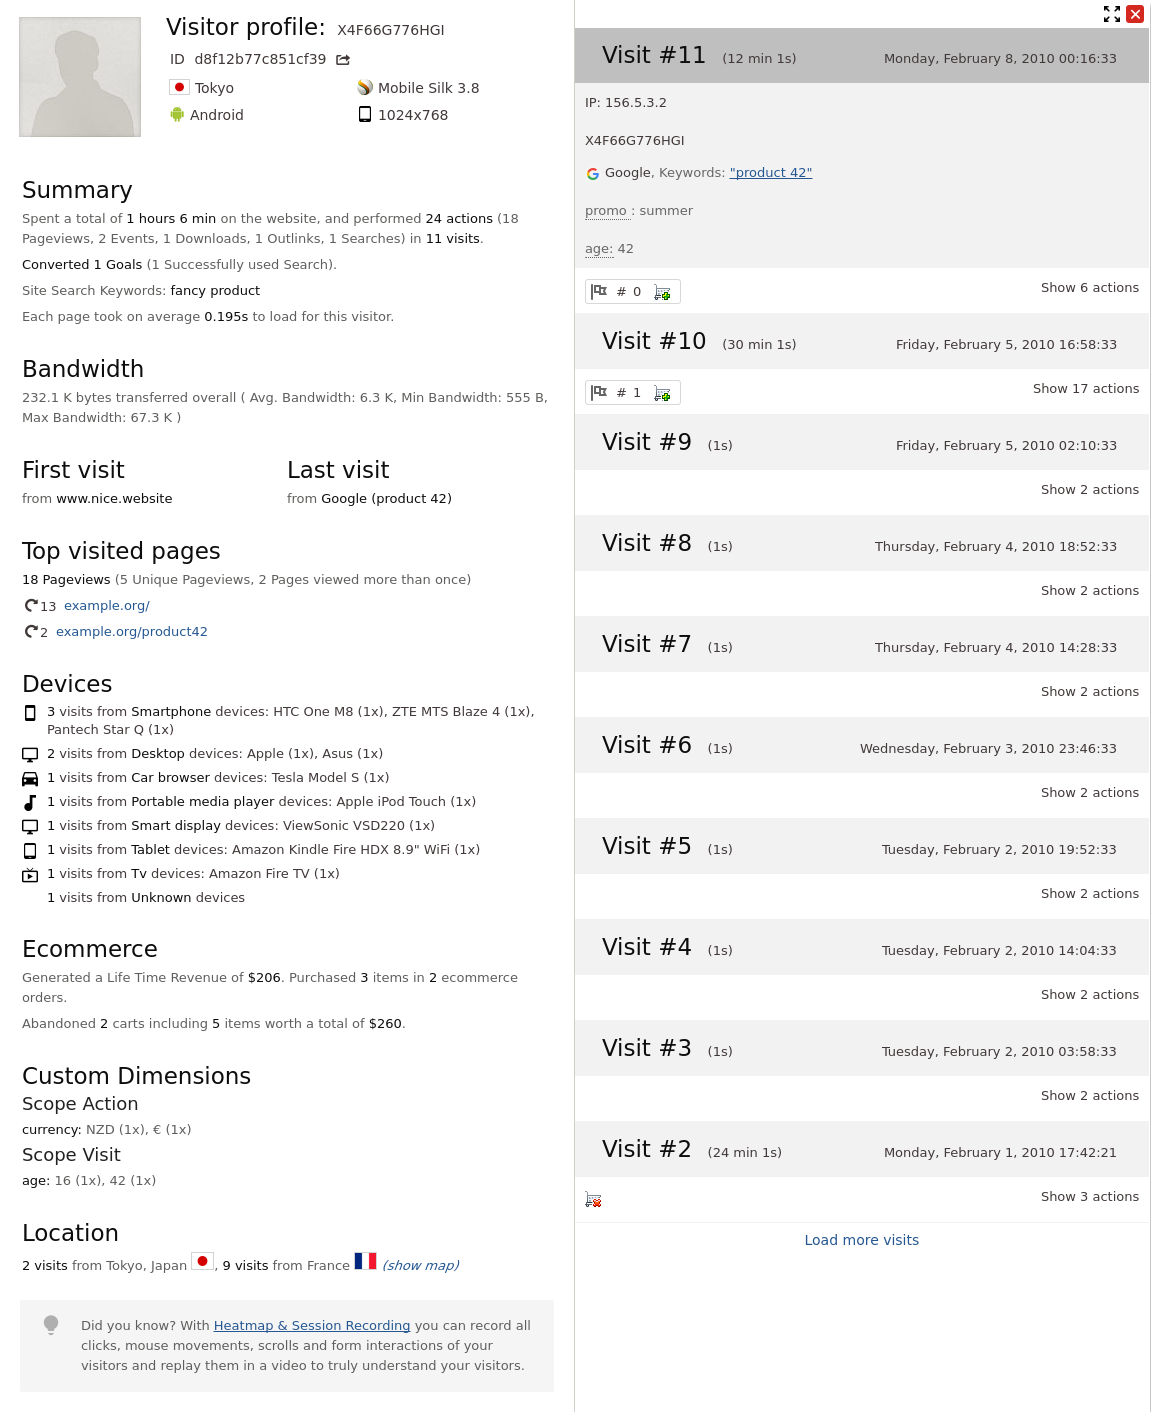 Visitor profile: X4F66G776HGI
ID d8f12b77c851cf39
Tokyo
Mobile Silk 3.8
Android
1024x768
Summary
Spent a total of 1 hours 6 min on the website, and performed 24 actions (18
Pageviews, 2 Events, 1 Downloads, 1 Outlinks, 1 Searches) in 11 visits.
Converted 1 Goals (1 Successfully used Search).
Site Search Keywords: fancy product
Each page took on average 0.195s to load for this visitor.
Bandwidth
232.1 K bytes transferred overall ( Avg. Bandwidth: 6.3 K, Min Bandwidth: 555 B,
Max Bandwidth: 67.3 K )
First visit
from www.nice.website
Last visit
from Google (product 42)
Top visited pages
18 Pageviews (5 Unique Pageviews, 2 Pages viewed more than once)
13 example.org/
2 example.org/product42
Devices
3 visits from Smartphone devices: HTC One M8 (1x), ZTE MTS Blaze 4 (1x),
Pantech Star Q (1x)
2 visits from Desktop devices: Apple (1x), Asus (1x)
1 visits from Car browser devices: Tesla Model S (1x)
1 visits from Portable media player devices: Apple iPod Touch (1x)
1 visits from Smart display devices: ViewSonic VSD220 (1x)
1 visits from Tablet devices: Amazon Kindle Fire HDX 8.9" WiFi (1x)
1 visits from Tv devices: Amazon Fire TV (1x)
1 visits from Unknown devices
Ecommerce
Generated a Life Time Revenue of $206. Purchased 3 items in 2 ecommerce
orders.
Abandoned 2 carts including 5 items worth a total of $260.
Custom Dimensions
Scope Action
currency: NZD (1x), € (1x)
Scope Visit
age: 16 (1x), 42 (1x)
Location
2 visits from Tokyo, Japan , 9 visits from France (show map)
Did you know? With Heatmap & Session Recording you can record all
clicks, mouse movements, scrolls and form interactions of your
visitors and replay them in a video to truly understand your visitors.
Visit #11 (12 min 1s) Monday, February 8, 2010 00:16:33
IP: 156.5.3.2
X4F66G776HGI
Google, Keywords: "product 42"
promo : summer
age: 42
# 0
Show 6 actions
Visit #10 (30 min 1s) Friday, February 5, 2010 16:58:33
# 1
Show 17 actions
Visit #9 (1s) Friday, February 5, 2010 02:10:33
Show 2 actions
Visit #8 (1s) Thursday, February 4, 2010 18:52:33
Show 2 actions
Visit #7 (1s) Thursday, February 4, 2010 14:28:33
Show 2 actions
Visit #6 (1s) Wednesday, February 3, 2010 23:46:33
Show 2 actions
Visit #5 (1s) Tuesday, February 2, 2010 19:52:33
Show 2 actions
Visit #4 (1s) Tuesday, February 2, 2010 14:04:33
Show 2 actions
Visit #3 (1s) Tuesday, February 2, 2010 03:58:33
Show 2 actions
Visit #2 (24 min 1s) Monday, February 1, 2010 17:42:21
Show 3 actions
Load more visits